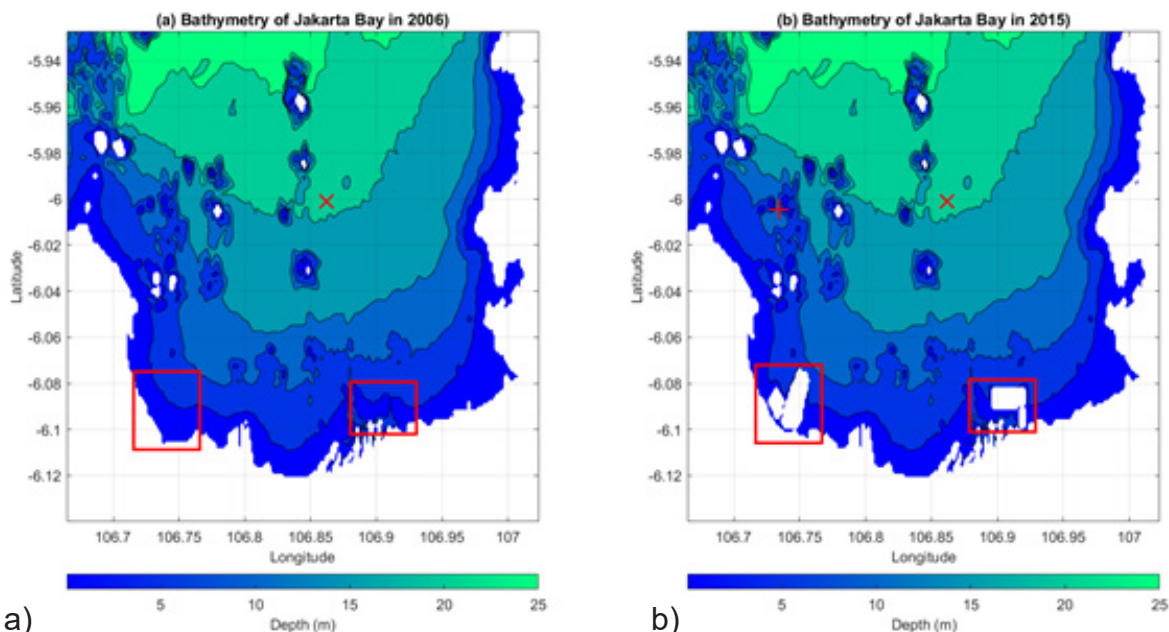 (a) Bathymetry of Jakarta Bay in 2006)
-5.94
-5.96
-5.98
-6
-6.02
-6.04
-6.06
-6.08
-6.1
-6.12
Latitude
106.7 106.75 106.8 106.85 106.9 106.95 107
Longitude
5 10 15 20 25
Depth (m)
a)
(b) Bathymetry of Jakarta Bay in 2015)
-5.94
-5.96
-5.98
-6
-6.02
-6.04
-6.06
-6.08
-6.1
-6.12
Latitude
106.7 106.75 106.8 106.85 106.9 106.95 107
Longitude
5 10 15 20 25
Depth (m)
b)